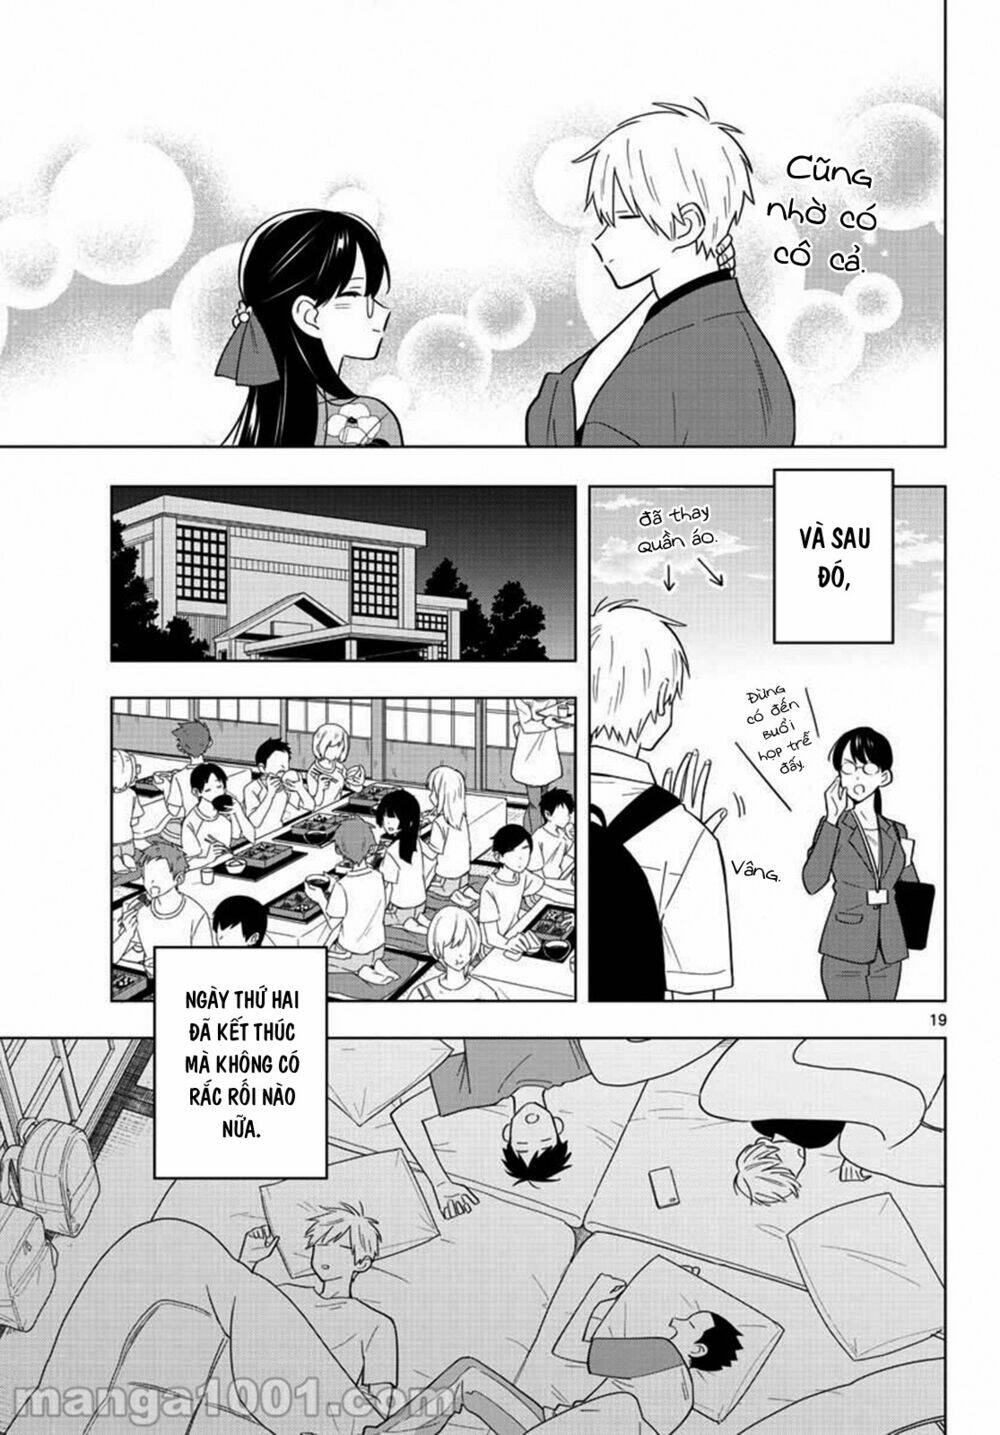 Cũng
nhờ có
cô cả.
VÀ SAU
ĐÓ,
đã thay
quần áo.
Đừng
có đến
buổi
họp trễ
đấy.
Vâng.
NGÀY THỨ HAI
ĐÃ KẾT THÚC
MÀ KHÔNG CÓ
RẮC RỐI NÀO
NỮA.
19
manga1001.com